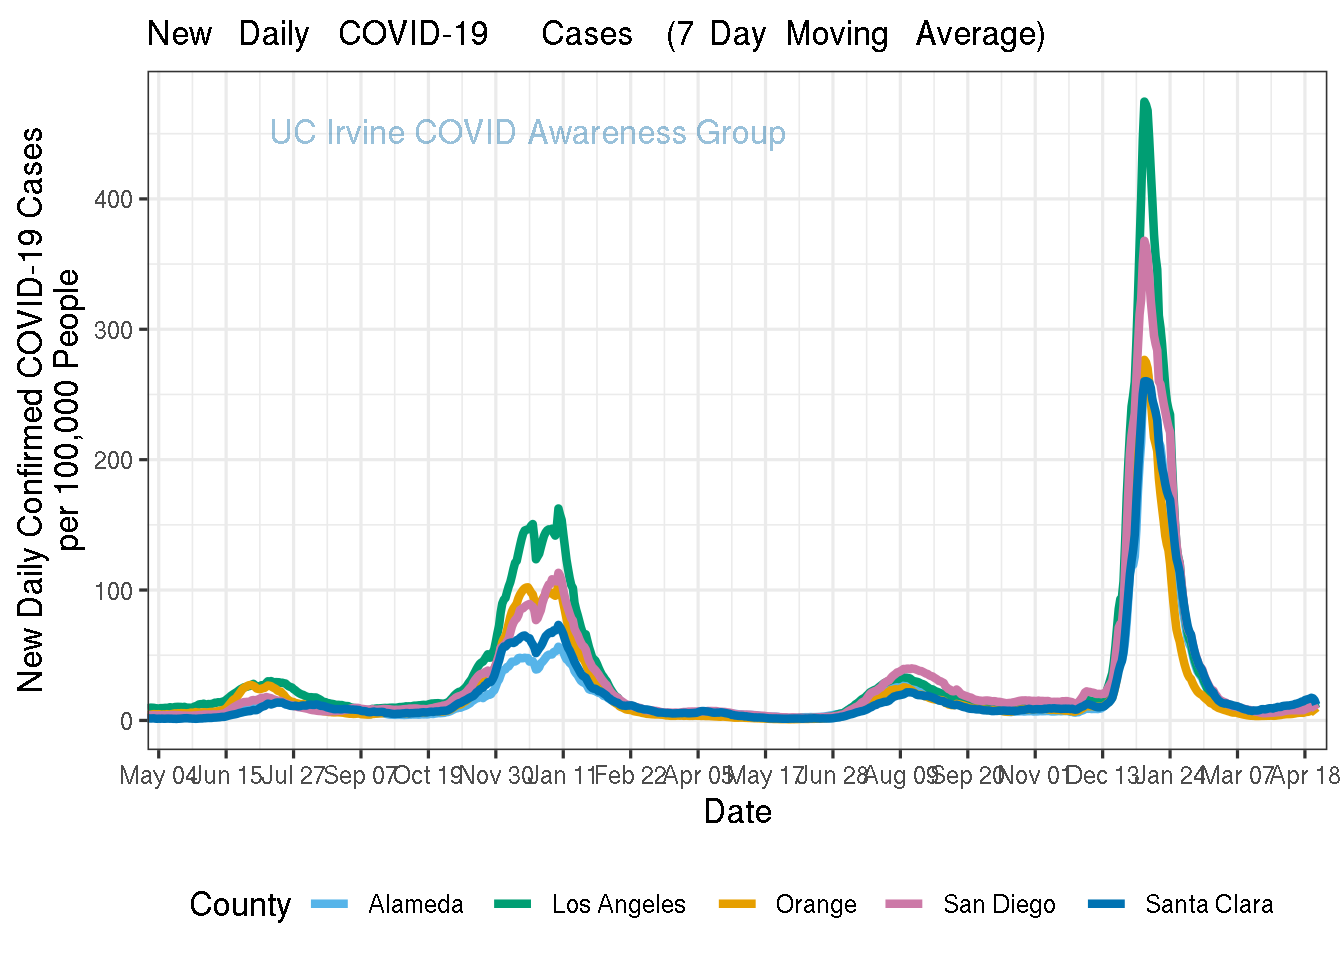 New Daily COVID-19 Cases (7 Day Moving Average)
UC Irvine COVID Awareness Group
New Daily Confirmed COVID-19 Cases
per 100,000 People
400
300
200
100
0
May 04 Jun 15 Jul 27 Sep 07 Oct 19 Nov 30 Jan 11 Feb 22 Apr 05 May 17 Jun 28 Aug 09 Sep 20 Nov 01 Dec 13 Jan 24 Mar 07 Apr 18
Date
County Alameda Los Angeles Orange San Diego Santa Clara